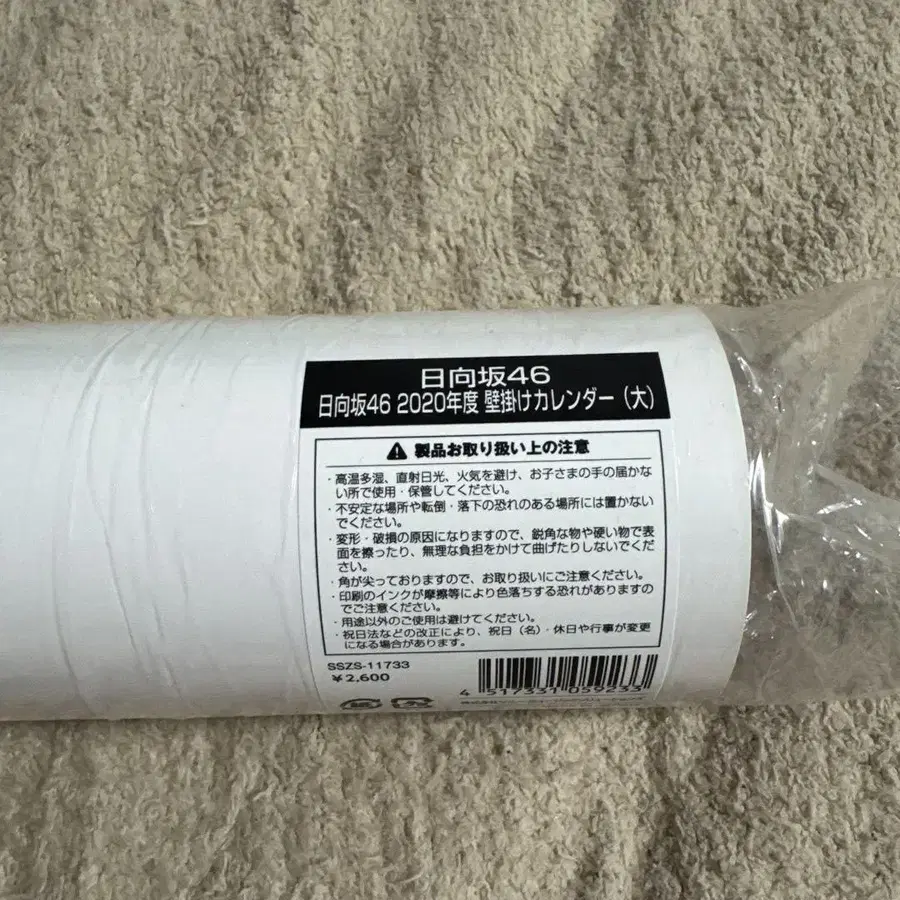 日向坂46
日向坂46 2020年度 壁掛けカレンダー（大）
製品お取り扱い上の注意
・高温多湿、直射日光、火気を避け、お子さまの手の届かな
い所で使用・保管してください。
・不安定な場所や転倒・落下の恐れのある場所には置かない
でください。
・変形・破損の原因になりますので、鋭角な物や硬い物で表
面を擦ったり、無理な負担をかけて曲げたりしないでくだ
さい。
・角が尖っておりますので、お取り扱いにご注意ください。
・印刷のインクが摩擦等により色落ちする恐れがありますの
でご注意ください。
・用途以外のご使用は避けてください。
・祝日法などの改正により、祝日（名）・休日や行事が変更
になる場合があります。
SSZS-11733
¥2,600
4 517331 059233